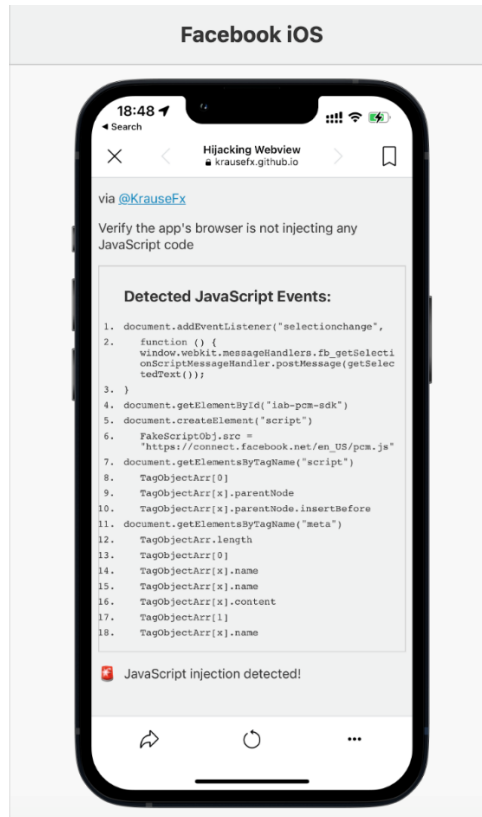 Facebook iOS
18:48
◀ Search
Hijacking Webview
krausefx.github.io
via @KrauseFx
Verify the app's browser is not injecting any
JavaScript code
Detected JavaScript Events:
1. document.addEventListener("selectionchange",
2. function () {
window.webkit.messageHandlers.fb_getSelecti
onScriptMessageHandler.postMessage(getSelec
tedText());
3. }
4. document.getElementById("iab-pcm-sdk")
5. document.createElement("script")
6. FakeScriptObj.src =
"https://connect.facebook.net/en_US/pcm.js"
7. document.getElementsByTagName("script")
8. TagObjectArr[0]
9. TagObjectArr[x].parentNode
10. TagObjectArr[x].parentNode.insertBefore
11. document.getElementsByTagName("meta")
12. TagObjectArr.length
13. TagObjectArr[0]
14. TagObjectArr[x].name
15. TagObjectArr[x].name
16. TagObjectArr[x].content
17. TagObjectArr[1]
18. TagObjectArr[x].name
🚨 JavaScript injection detected!